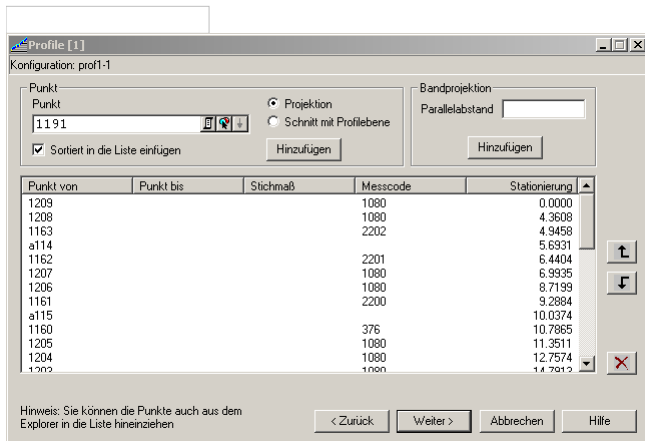 Profile [1]
Konfiguration: prof1-1
Punkt
Punkt
1191
Sortiert in die Liste einfügen
Projektion
Schnitt mit Profilebene
Hinzufügen
Bandprojektion
Parallelabstand
Hinzufügen
Punkt von Punkt bis Stichmaß Messcode Stationierung
1209 1080 0.0000
1208 1080 4.3608
1163 2202 4.9458
a114 5.6931
1162 2201 6.4404
1207 1080 6.9935
1206 1080 8.7199
1161 2200 9.2884
a115 10.0374
1160 376 10.7865
1205 1080 11.3511
1204 1080 12.7574
1203 1080 14.7913
Hinweis: Sie können die Punkte auch aus dem
Explorer in die Liste hineinziehen
< Zurück Weiter > Abbrechen Hilfe